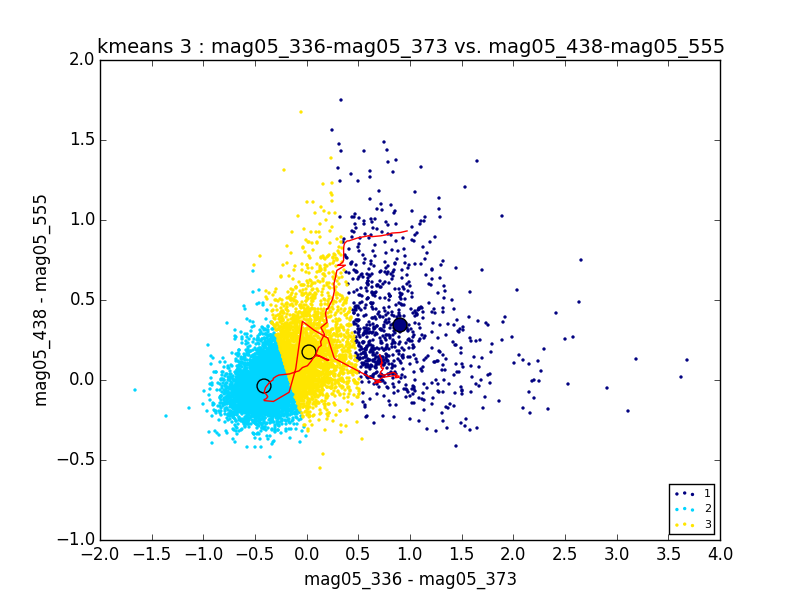 kmeans 3 : mag05_336-mag05_373 vs. mag05_438-mag05_555
2.0
1.5
1.0
0.5
0.0
−0.5
−1.0
mag05_438 - mag05_555
1
2
3
−2.0 −1.5 −1.0 −0.5 0.0 0.5 1.0 1.5 2.0 2.5 3.0 3.5 4.0
mag05_336 - mag05_373